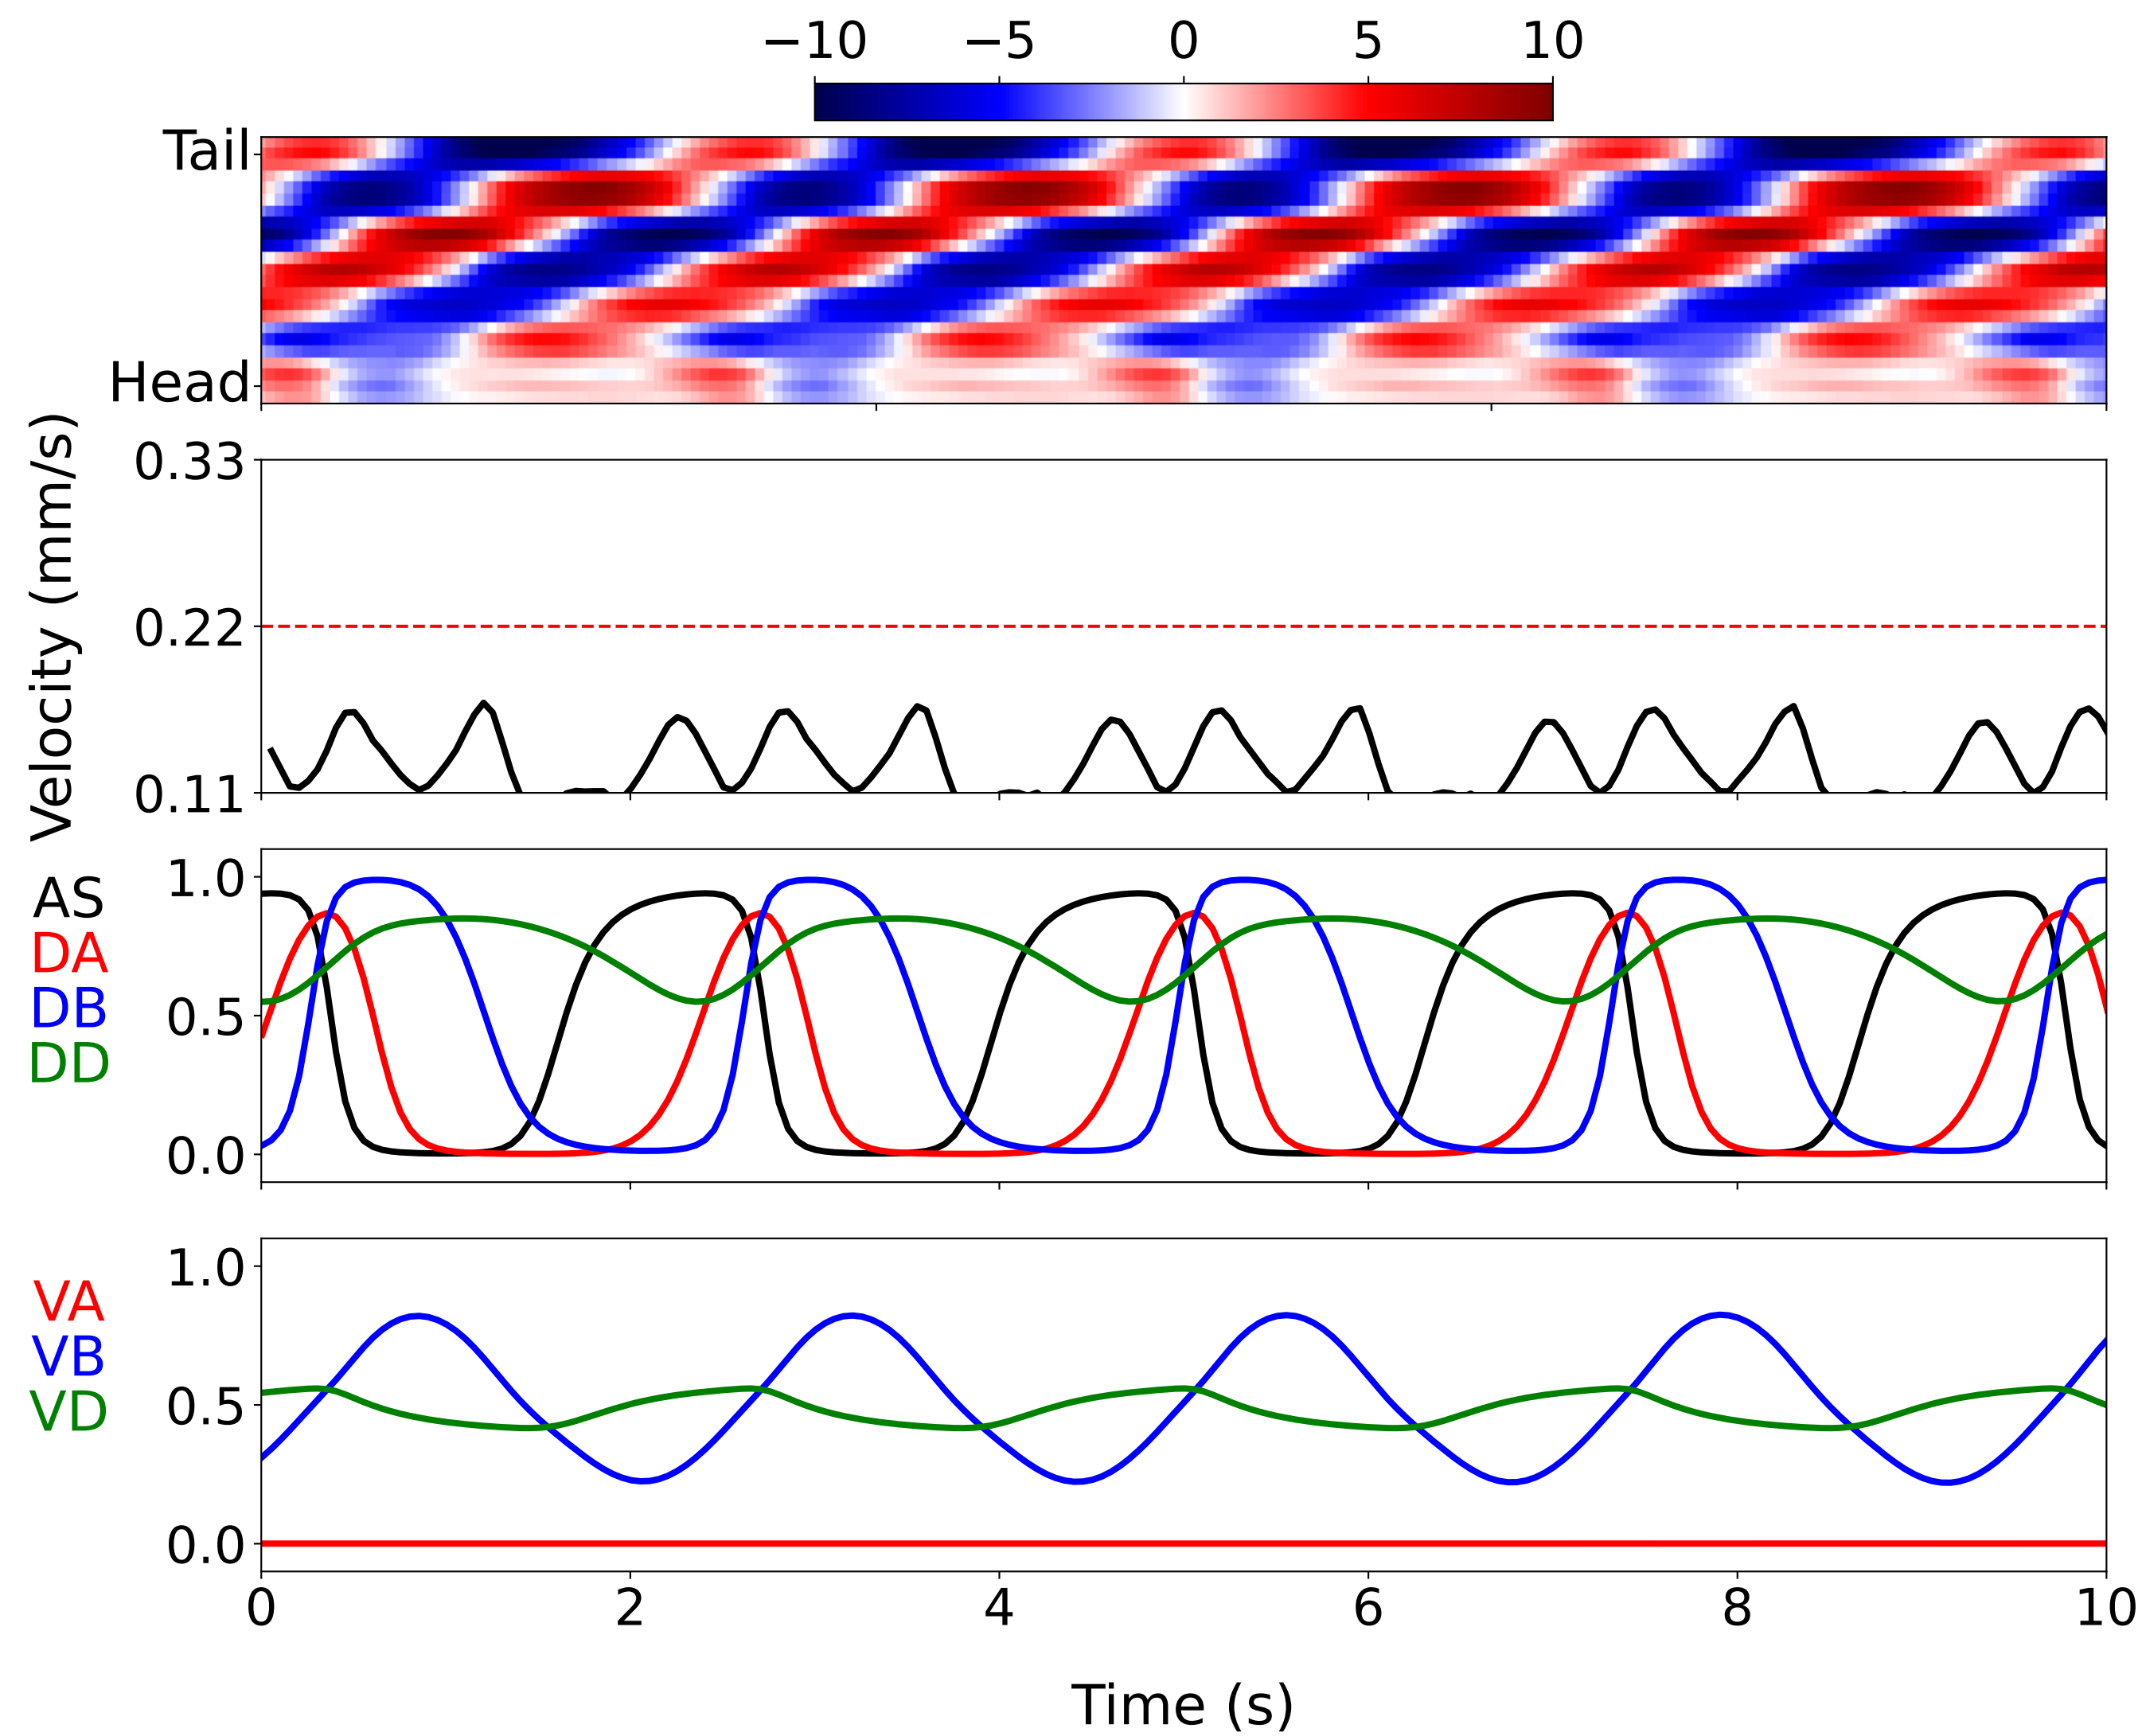 −10 −5 0 5 10
Tail
Head
Velocity (mm/s)
0.33
0.22
0.11
AS
DA
DB
DD
1.0
0.5
0.0
VA
VB
VD
1.0
0.5
0.0
0 2 4 6 8 10
Time (s)